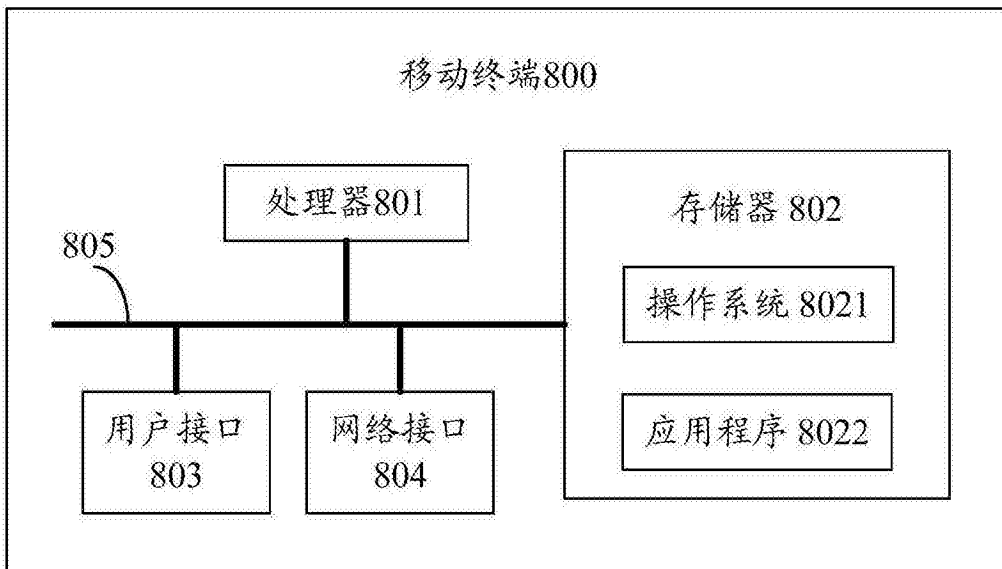 移动终端800
处理器801
存储器 802
805
操作系统 8021
用户接口
803
网络接口
804
应用程序 8022